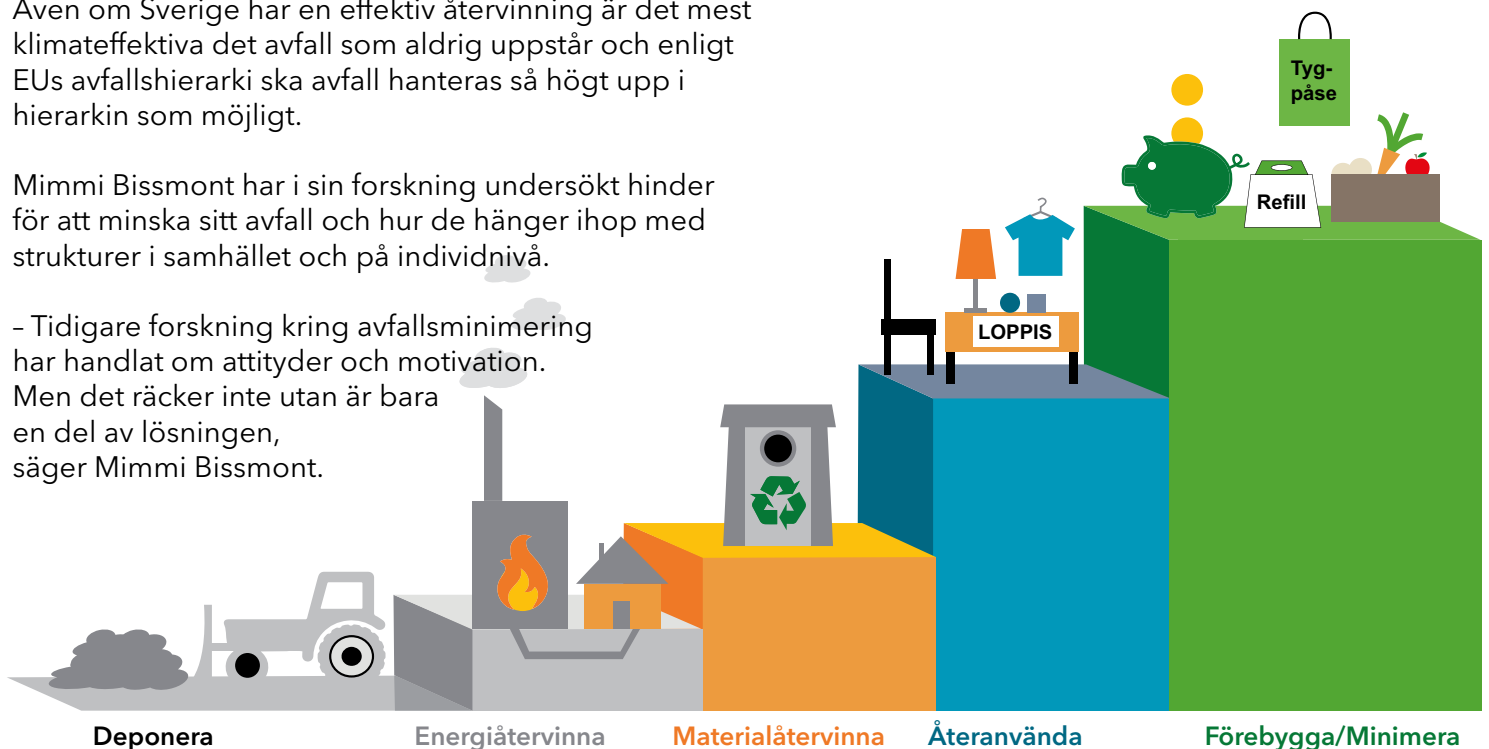 Även om Sverige har en effektiv återvinning är det mest
klimateffektiva det avfall som aldrig uppstår och enligt
EUs avfallshierarki ska avfall hanteras så högt upp i
hierarkin som möjligt.
Mimmi Bissmont har i sin forskning undersökt hinder
för att minska sitt avfall och hur de hänger ihop med
strukturer i samhället och på individnivå.
– Tidigare forskning kring avfallsminimering
har handlat om attityder och motivation.
Men det räcker inte utan är bara
en del av lösningen,
säger Mimmi Bissmont.
Tyg-
påse
Refill
LOPPIS
Deponera
Energiåtervinna
Materialåtervinna
Återanvända
Förebygga/Minimera